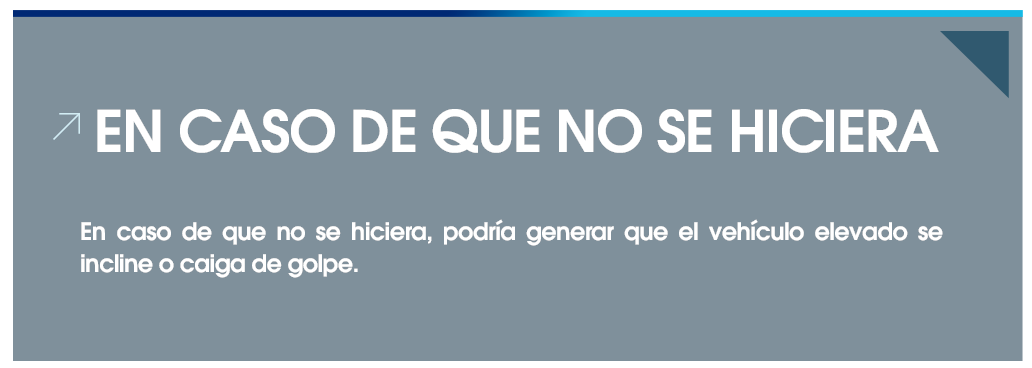 EN CASO DE QUE NO SE HICIERA
En caso de que no se hiciera, podría generar que el vehículo elevado se
incline o caiga de golpe.